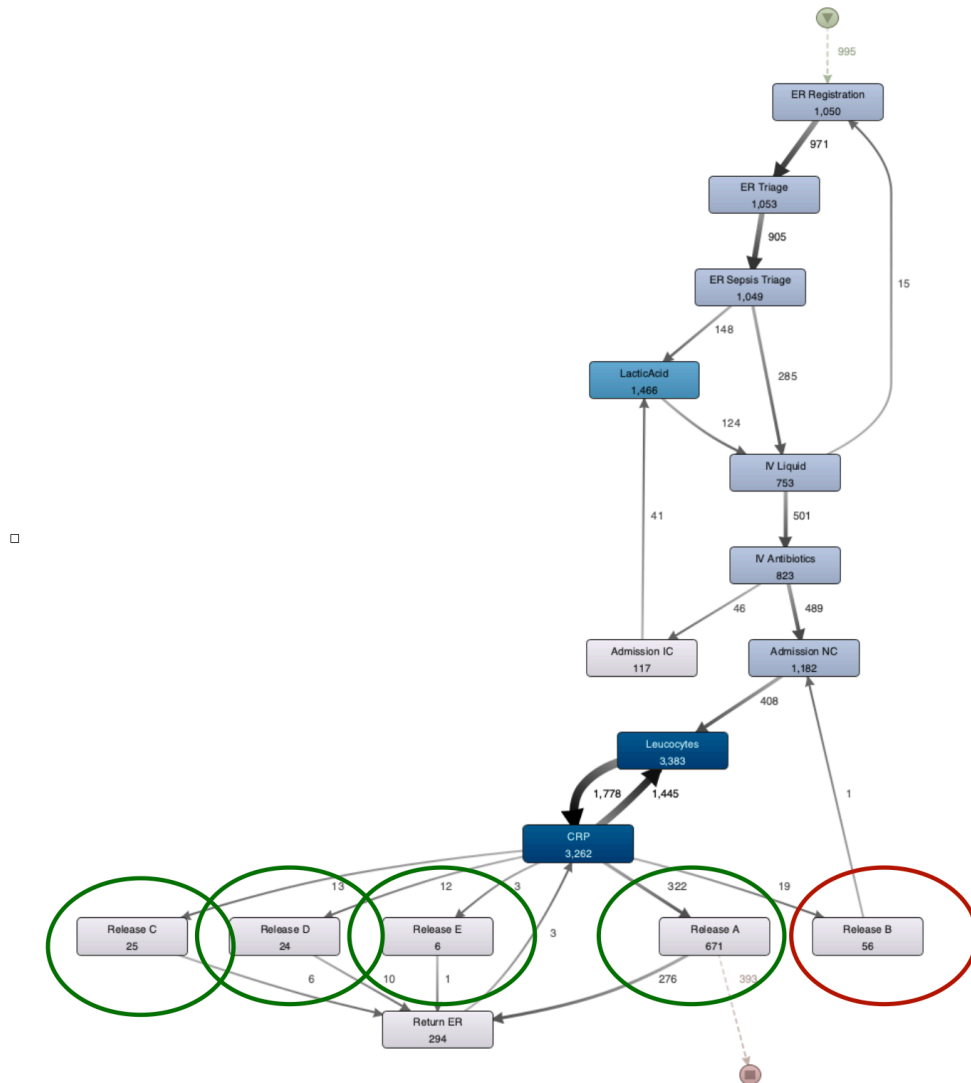 995
ER Registration
1,050
971
ER Triage
1,053
905
ER Sepsis Triage
1,049
15
148
LacticAcid
1,466
285
124
IV Liquid
753
41
501
IV Antibiotics
823
46
489
Admission IC
117
Admission NC
1,182
408
Leucocytes
3,383
1,778
1,445
1
CRP
3,262
13
12
3
322
19
Release C
25
Release D
24
Release E
6
3
Release A
671
Release B
56
6
10
1
276
393
Return ER
294